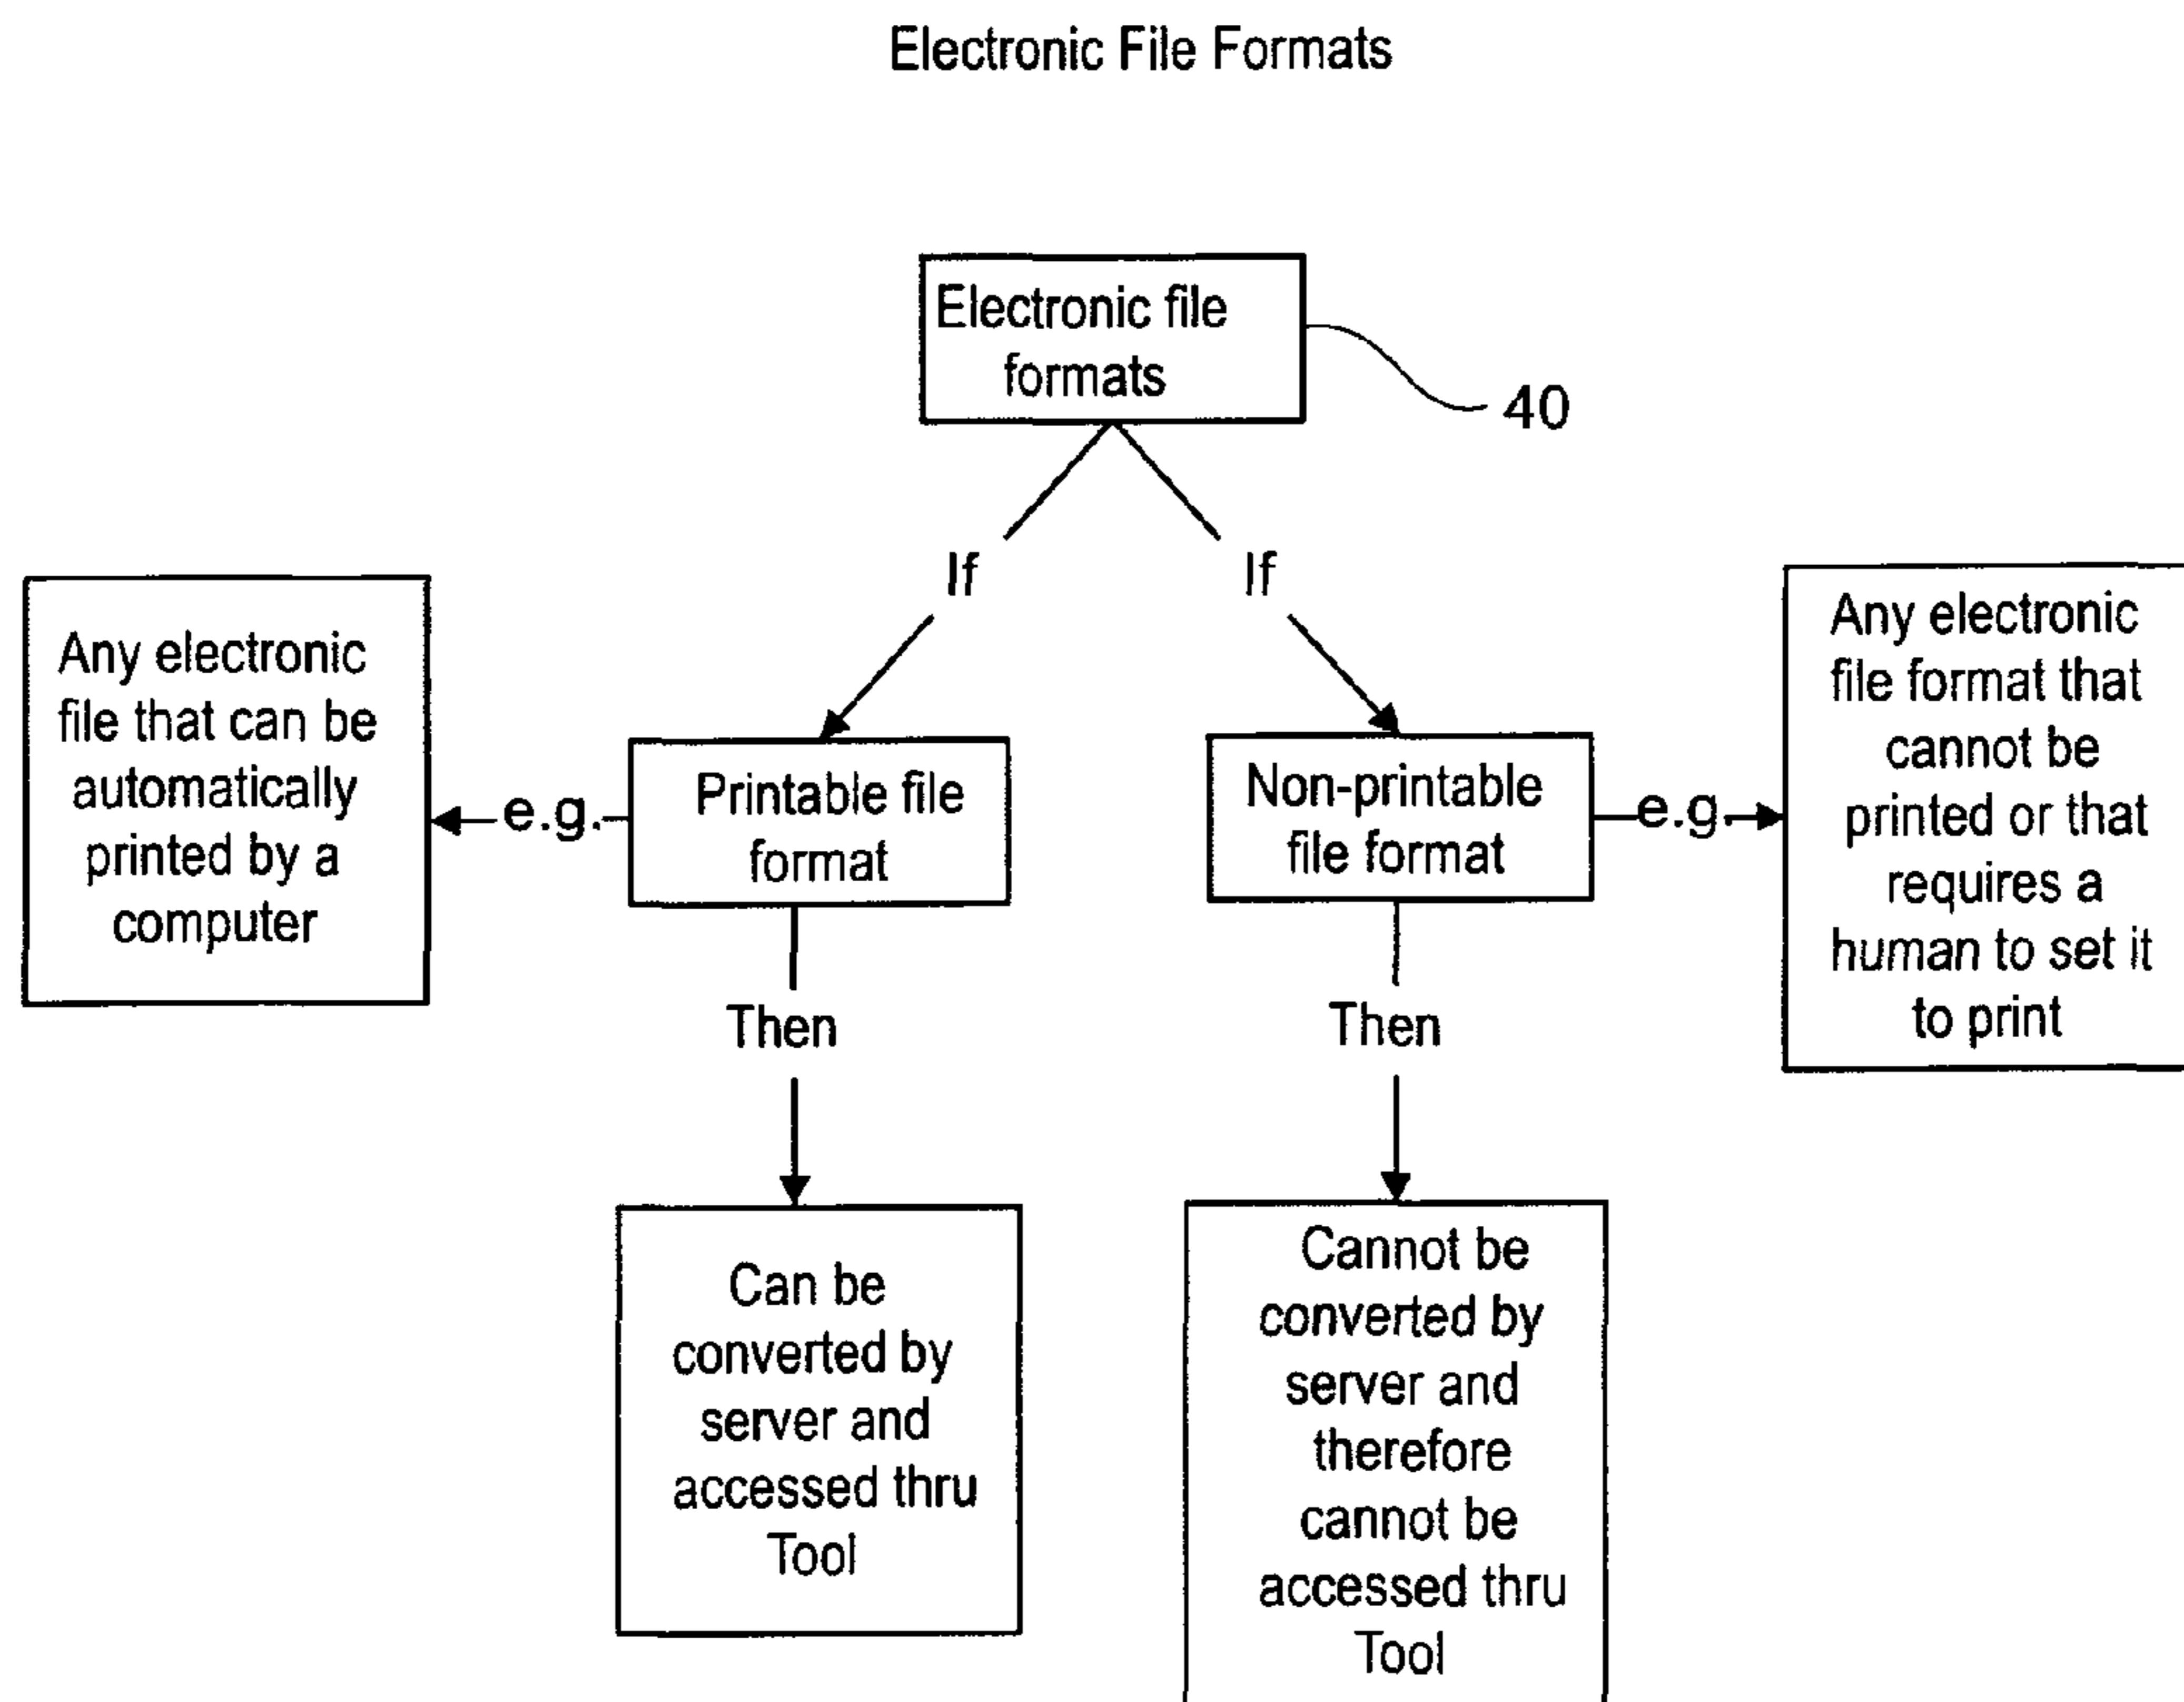 Electronic File Formats
Electronic file
formats
40
If
If
Any electronic
file that can be
automatically
printed by a
computer
e.g.
Printable file
format
Non-printable
file format
e.g.
Any electronic
file format that
cannot be
printed or that
requires a
human to set it
to print
Then
Then
Can be
converted by
server and
accessed thru
Tool
Cannot be
converted by
server and
therefore
cannot be
accessed thru
Tool